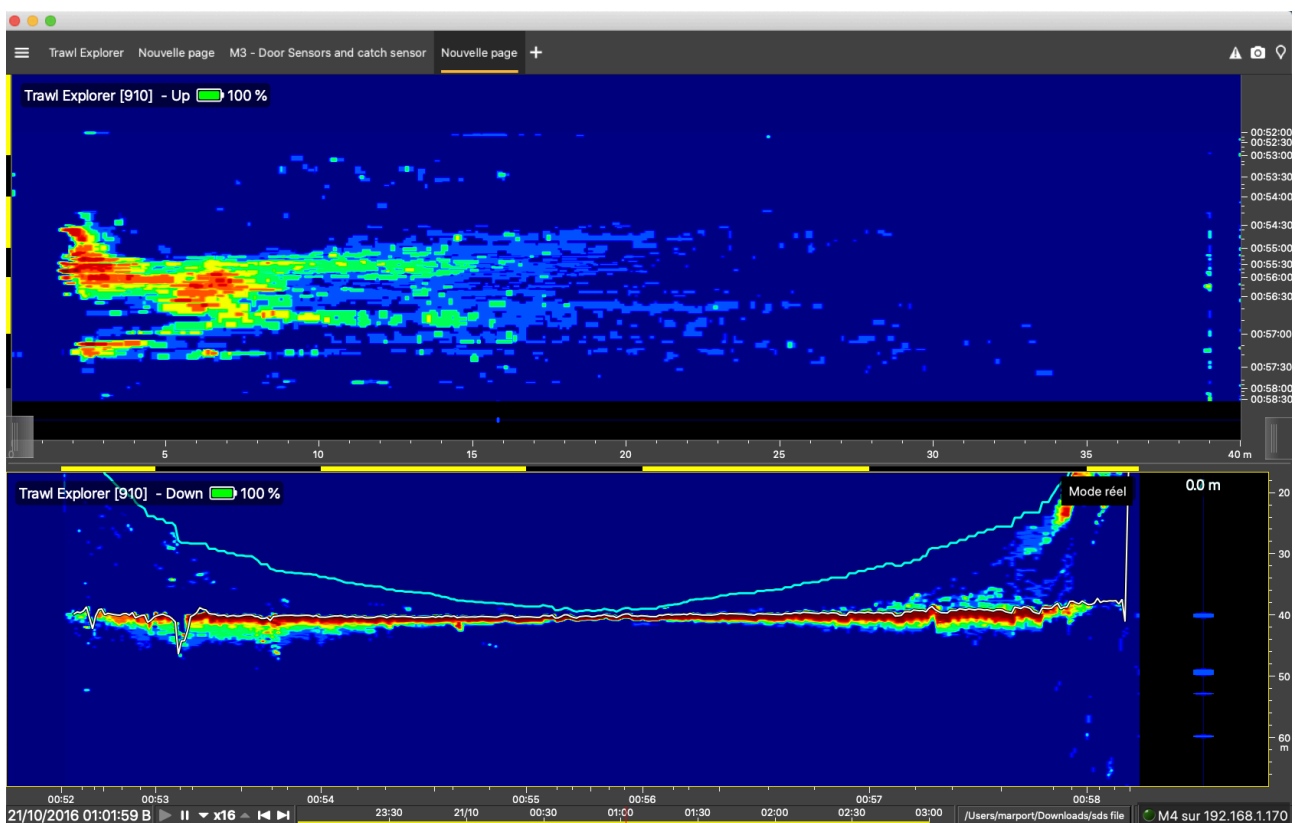 Trawl Explorer Nouvelle page M3 - Door Sensors and catch sensor Nouvelle page +
Trawl Explorer [910] - Up 100 %
00:52:00
00:52:30
00:53:00
00:53:30
00:54:00
00:54:30
00:55:00
00:55:30
00:56:00
00:56:30
00:57:00
00:57:30
00:58:00
00:58:30
5 10 15 20 25 30 35 40 m
Trawl Explorer [910] - Down 100 %
Mode réel
0.0 m
20
30
40
50
60
m
00:52 00:53 00:54 00:55 00:56 00:57 00:58
21/10/2016 01:01:59 B x16 23:30 21/10 00:30 01:00 01:30 02:00 02:30 03:00 /Users/marport/Downloads/sds file M4 sur 192.168.1.170